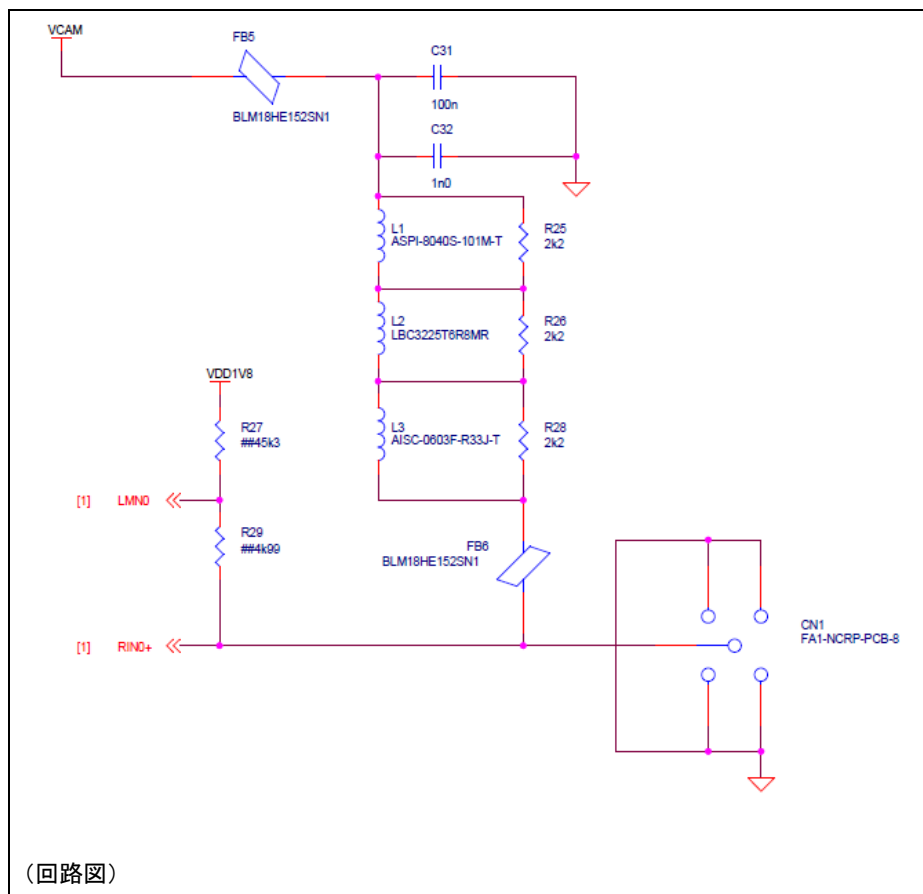 VCAM
FB5
BLM18HE152SN1
C31
100n
C32
1n0
L1
ASPI-8040S-101M-T
R25
2k2
L2
LBC3225T6R8MR
R26
2k2
VDD1V8
R27
##45k3
L3
AISC-0603F-R33J-T
R28
2k2
[1] LMN0
R29
##4k99
FB6
BLM18HE152SN1
CN1
FA1-NCRP-PCB-8
[1] RIN0+
(回路図)